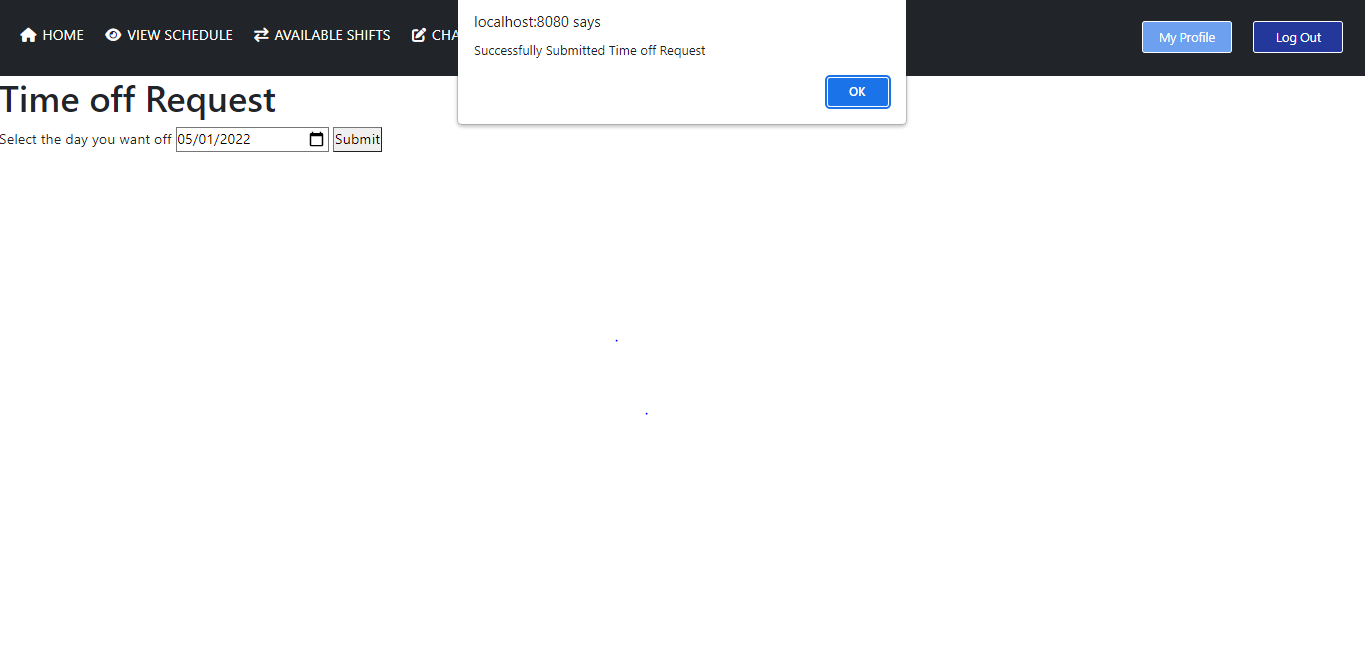 HOME VIEW SCHEDULE AVAILABLE SHIFTS CHA
localhost:8080 says
Successfully Submitted Time off Request
OK
My Profile Log Out
Time off Request
Select the day you want off 05/01/2022 Submit